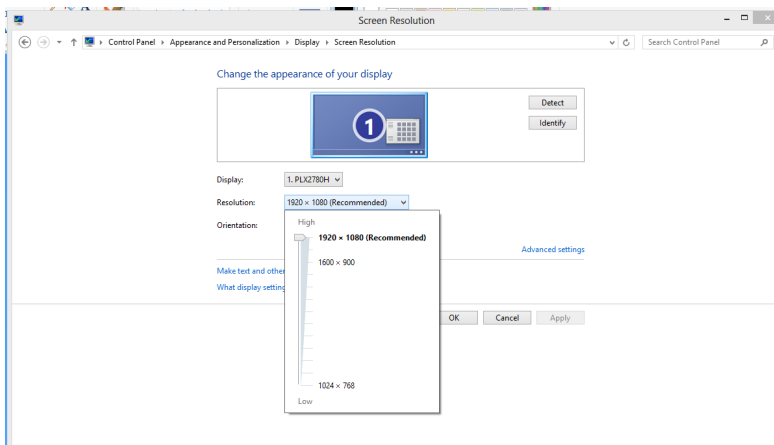 Screen Resolution
Control Panel
Appearance and Personalization
Display
Screen Resolution
Search Control Panel
Change the appearance of your display
1
Detect
Identify
Display:
1. PLX2780H
Resolution:
1920 × 1080 (Recommended)
Orientation:
High
1920 × 1080 (Recommended)
1600 × 900
1024 × 768
Low
Advanced settings
Make text and other
What display setting
OK
Cancel
Apply